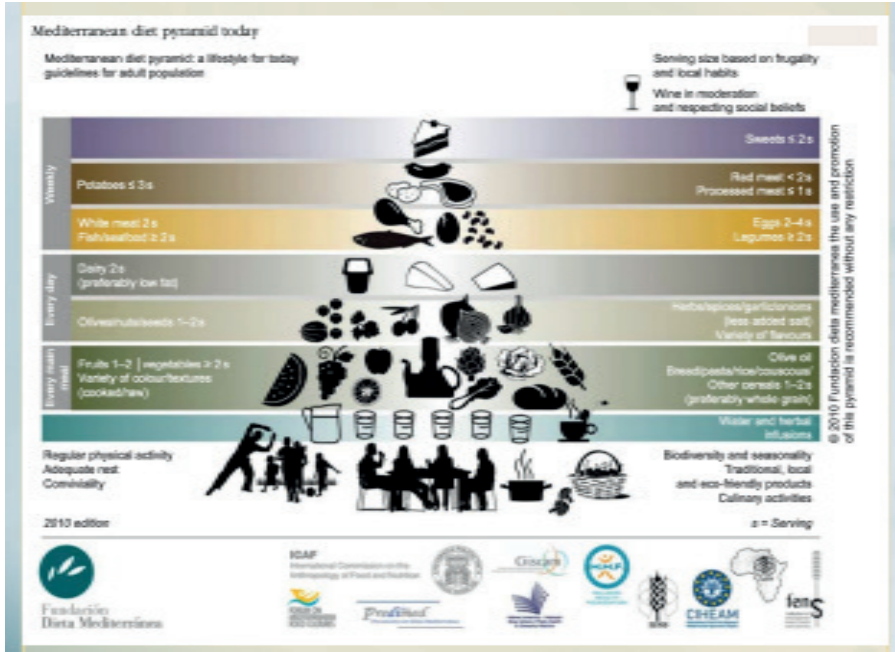 Mediterranean diet pyramid today
Mediterranean diet pyramid: a lifestyle for today
guidelines for adult population
Serving size based on frugality
and local habits
Wine in moderation
and respecting social beliefs
Weekly
Sweets ≤ 2s
Potatoes ≤ 3s
Red meat < 2s
Processed meat ≤ 1s
White meat 2s
Fish/seafood ≥ 2s
Eggs 2–4s
Legumes ≥ 2s
Every day
Dairy 2s
(preferably low fat)
Olives/nuts/seeds 1–2s
Herbs/spices/garlic/onions
(less added salt)
Variety of flavours
Every main
meal
Fruits 1–2 | vegetables ≥ 2s
Variety of colour/textures
(cooked/raw)
Olive oil
Bread/pasta/rice/couscous/
Other cereals 1–2s
(preferably whole grain)
Water and herbal
infusions
Regular physical activity
Adequate rest
Conviviality
Biodiversity and seasonality
Traditional, local
and eco-friendly products
Culinary activities
2010 edition
s = Serving
© 2010 Fundación dieta mediterranea the use and promotion
of this pyramid is recommended without any restriction
Fundación
Dieta Mediterránea
ICAF
International Commission on the
Anthropology of Food and Nutrition
Predimed
CIHEAM
fens